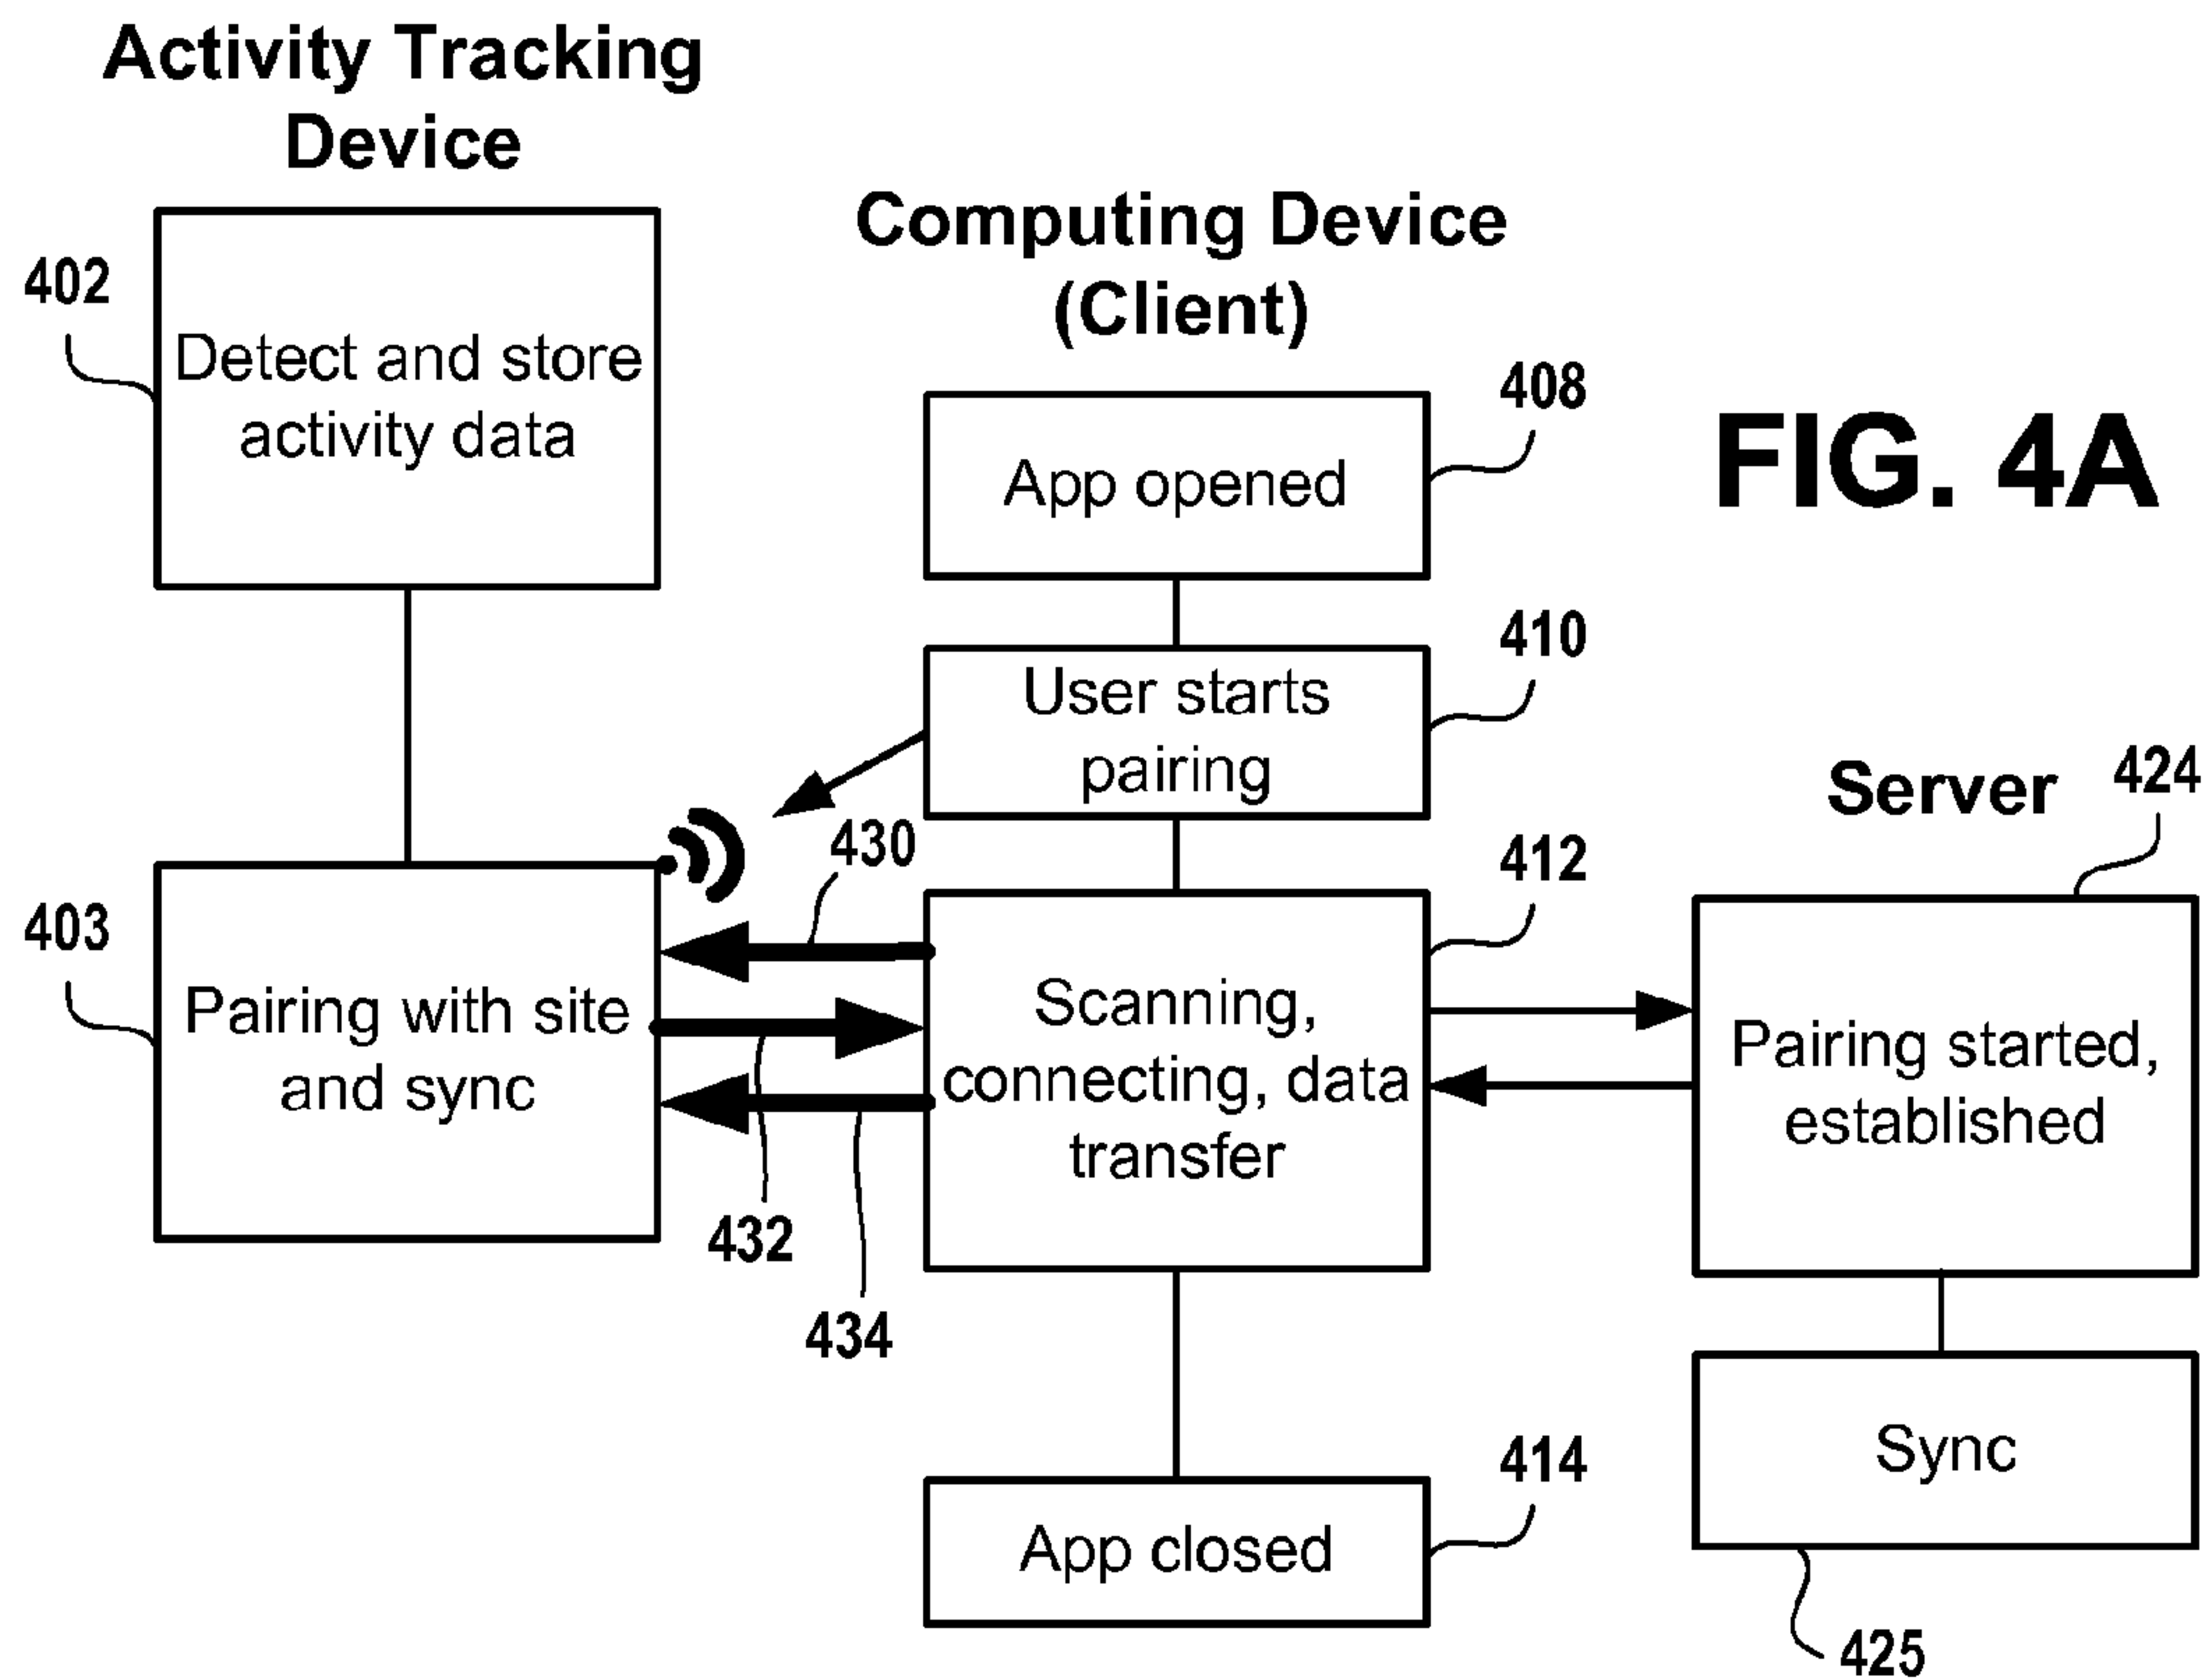 Activity Tracking
Device
402
Detect and store
activity data
Computing Device
(Client)
408
App opened
FIG. 4A
410
User starts
pairing
Server
424
430
412
403
Pairing with site
and sync
Scanning,
connecting, data
transfer
Pairing started,
established
432
434
414
App closed
Sync
425